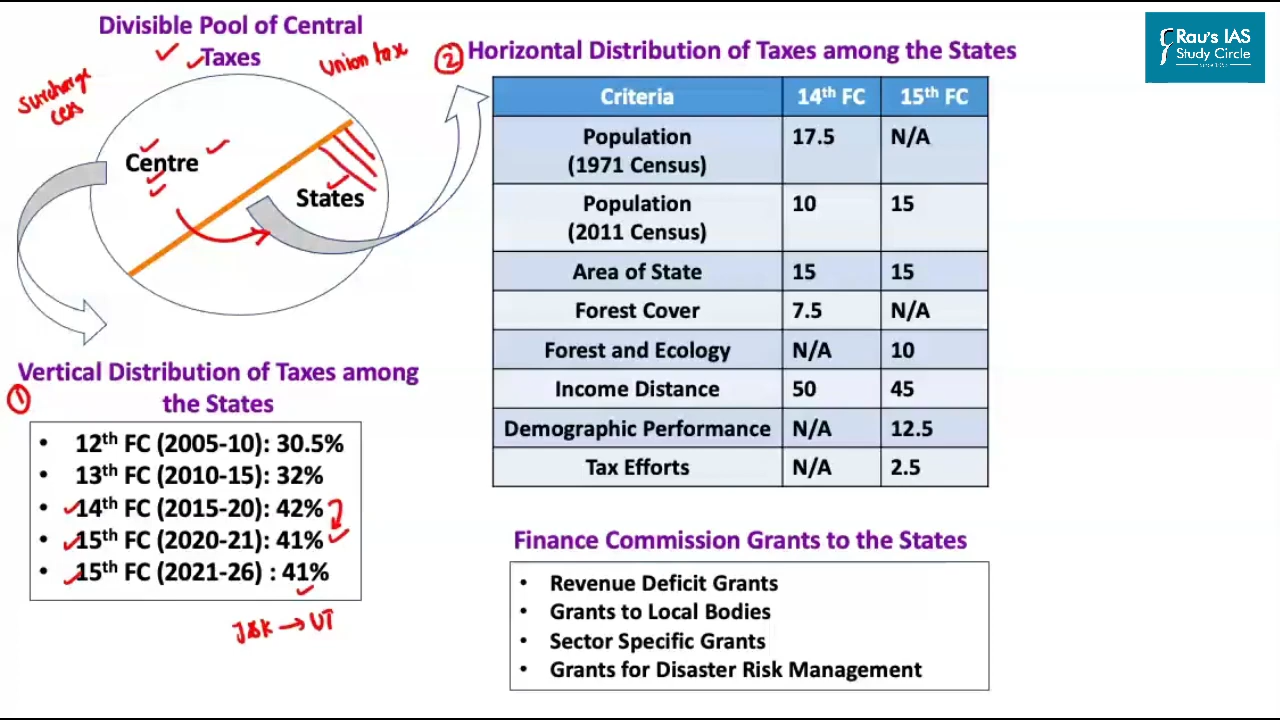 Divisible Pool of Central
Taxes
Union tax
Surcharge
cess
Centre
States
① Vertical Distribution of Taxes among
the States
• 12th FC (2005-10): 30.5%
• 13th FC (2010-15): 32%
• 14th FC (2015-20): 42%
• 15th FC (2020-21): 41%
• 15th FC (2021-26) : 41%
J&K → UT
② Horizontal Distribution of Taxes among the States
Criteria 14th FC 15th FC
Population 17.5 N/A
(1971 Census)
Population 10 15
(2011 Census)
Area of State 15 15
Forest Cover 7.5 N/A
Forest and Ecology N/A 10
Income Distance 50 45
Demographic Performance N/A 12.5
Tax Efforts N/A 2.5
Finance Commission Grants to the States
• Revenue Deficit Grants
• Grants to Local Bodies
• Sector Specific Grants
• Grants for Disaster Risk Management
Rau's IAS
Study Circle